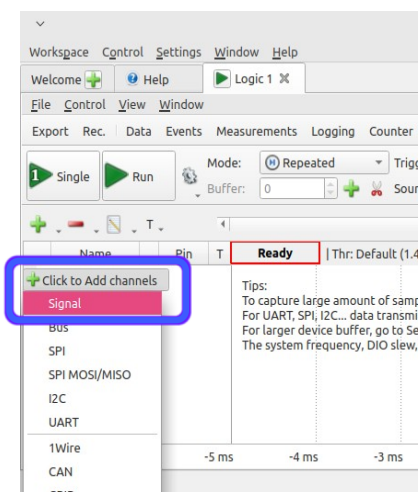 Workspace Control Settings Window Help
Welcome Help Logic 1
File Control View Window
Export Rec. Data Events Measurements Logging Counter
1 Single Run Mode: Repeated Trigg
Buffer: 0 Sour
T
Name Pin T Ready | Thr: Default (1.4
Click to Add channels
Signal
Bus
SPI
SPI MOSI/MISO
I2C
UART
1Wire
CAN
Tips:
To capture large amount of samp
For UART, SPI, I2C... data transmi
For larger device buffer, go to Se
The system frequency, DIO slew,
-5 ms -4 ms -3 ms